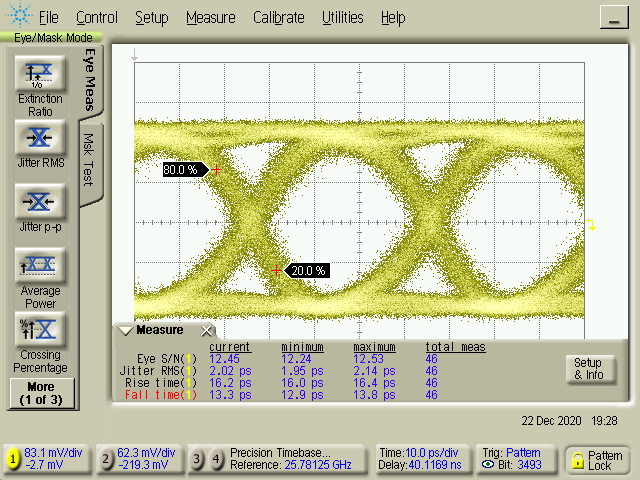 File Control Setup Measure Calibrate Utilities Help
Eye/Mask Mode
Eye Meas
Msk Test
1/0
Extinction
Ratio
Jitter RMS
Jitter p-p
Average
Power
%
Crossing
Percentage
More
(1 of 3)
80.0 %
20.0 %
Measure
current minimum maximum total meas
Eye S/N(1) 12.45 12.24 12.53 46
Jitter RMS(1) 2.02 ps 1.95 ps 2.14 ps 46
Rise time(1) 16.2 ps 16.0 ps 16.4 ps 46
Fall time(1) 13.3 ps 12.9 ps 13.8 ps 46
Setup
& Info
22 Dec 2020 19:28
1 83.1 mV/div
-2.7 mV
2 62.3 mV/div
-219.3 mV
3 4
Precision Timebase...
Reference: 25.78125 GHz
Time:10.0 ps/div
Delay:40.1169 ns
Trig: Pattern
Bit: 3493
Pattern
Lock